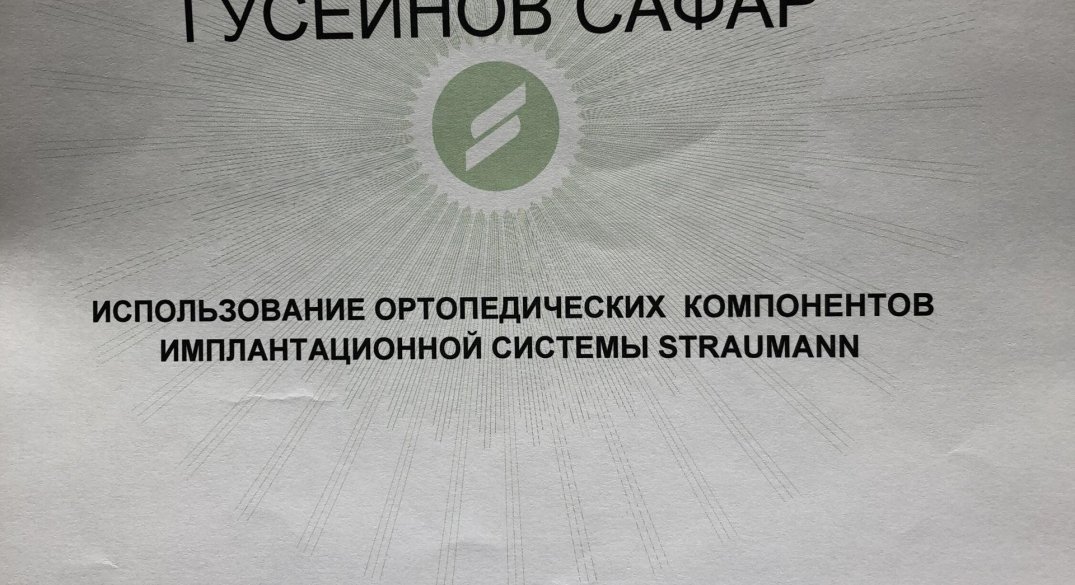 ГУСЕЙНОВ САФАР
ИСПОЛЬЗОВАНИЕ ОРТОПЕДИЧЕСКИХ КОМПОНЕНТОВ
ИМПЛАНТАЦИОННОЙ СИСТЕМЫ STRAUMANN